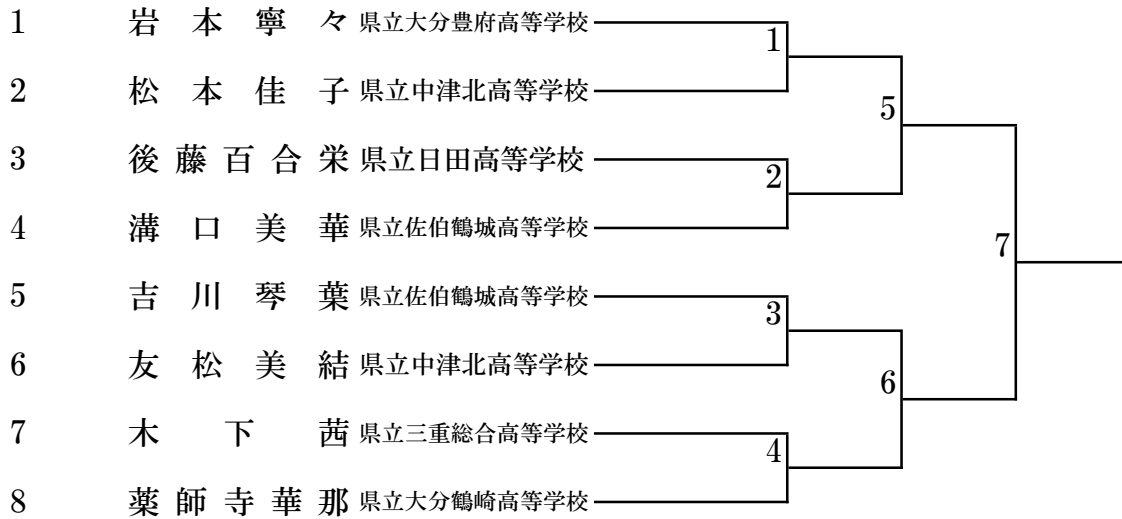 1 岩本寧々 県立大分豊府高等学校
1
2 松本佳子 県立中津北高等学校
5
3 後藤百合栄 県立日田高等学校
2
4 溝口美華 県立佐伯鶴城高等学校
7
5 吉川琴葉 県立佐伯鶴城高等学校
3
6 友松美結 県立中津北高等学校
6
7 木下茜 県立三重総合高等学校
4
8 薬師寺華那 県立大分鶴崎高等学校